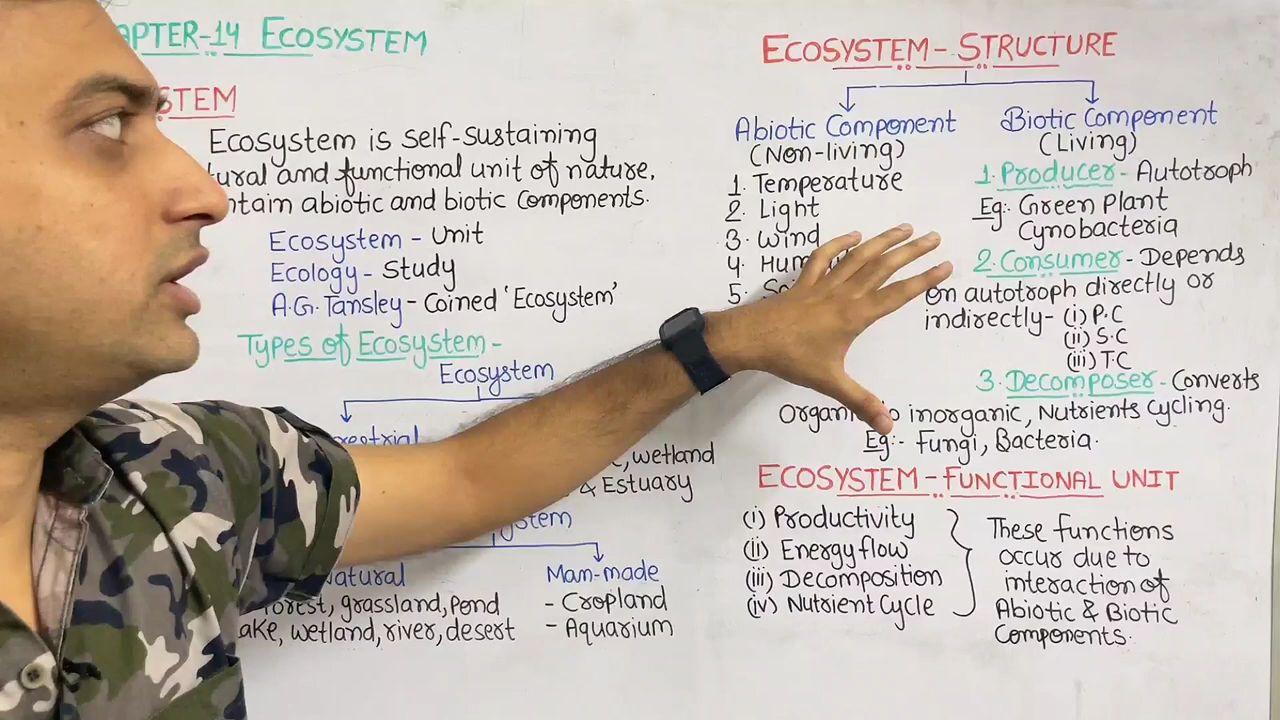 APTER-14 ECOSYSTEM
STEM
Ecosystem is self-sustaining
tural and functional unit of nature,
ntain abiotic and biotic components.
Ecosystem - Unit
Ecology - Study
A.G. Tansley - Coined 'Ecosystem'
Types of Ecosystem -
Ecosystem
restrial
, wetland
& Estuary
ystem
Natural
forest, grassland, pond
ake, wetland, river, desert
Man-made
- Cropland
- Aquarium
ECOSYSTEM - STRUCTURE
Abiotic Component
(Non-living)
1. Temperature
2. Light
3. Wind
4. Hum
5. Soi
Biotic Component
(Living)
1. Producer - Autotroph
Eg:- Green Plant
Cynobacteria
2. Consumer - Depends
on autotroph directly or
indirectly - (i) P.C
(ii) S.C
(iii) T.C
3. Decomposer - Converts
Organi to inorganic, Nutrients Cycling.
Eg:- Fungi, Bacteria.
ECOSYSTEM - FUNCTIONAL UNIT
(i) Productivity
(ii) Energy flow
(iii) Decomposition
(iv) Nutrient Cycle
These functions
occur due to
interaction of
Abiotic & Biotic
Components.